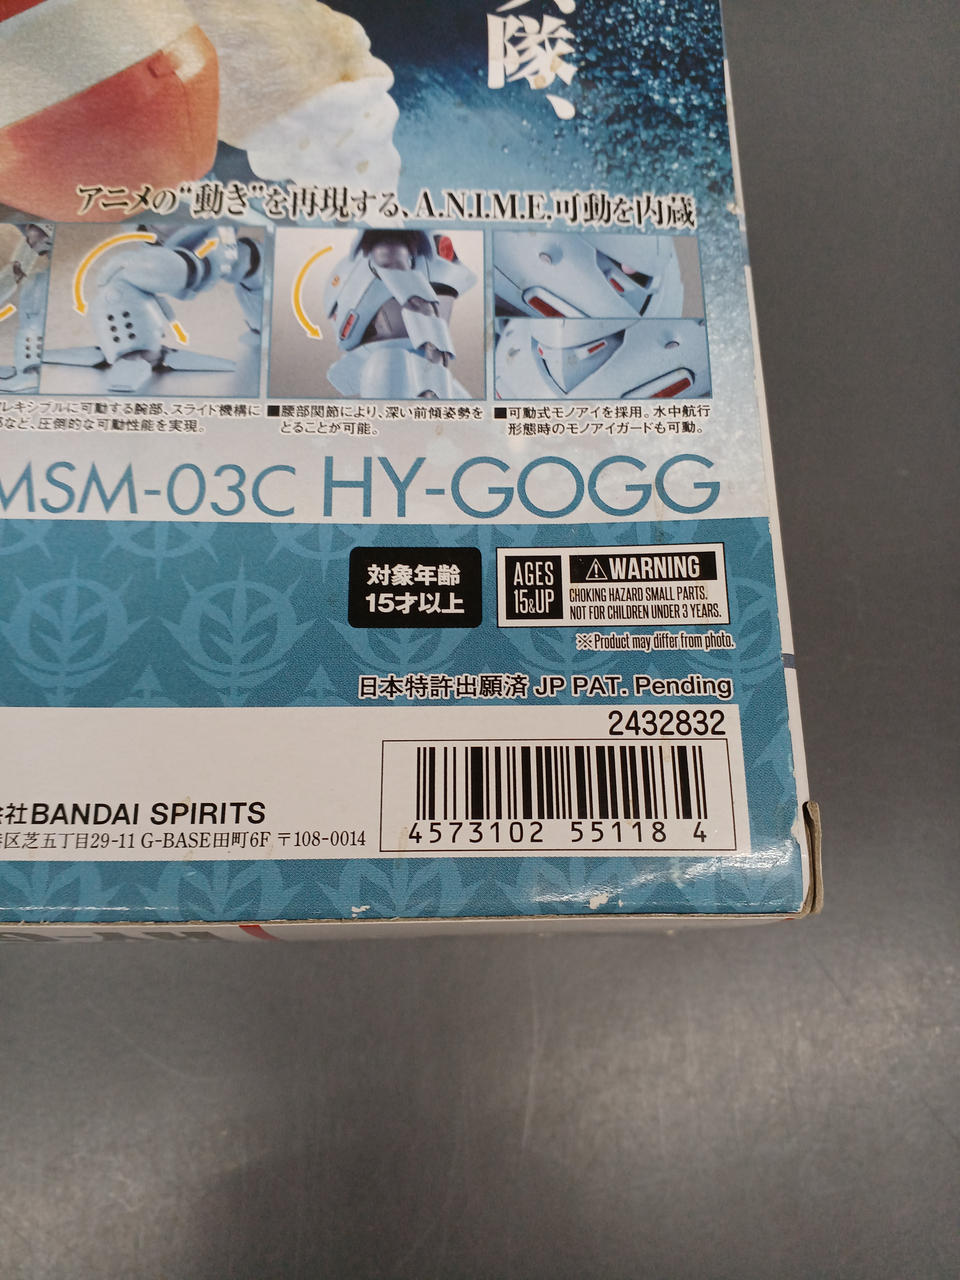 隊、
アニメの“動き”を再現する、A.N.I.M.E.可動を内蔵
レキシブルに可動する腕部、スライド機構に
など、圧倒的な可動性能を実現。
■腰部関節により、深い前傾姿勢を
とることが可能。
■可動式モノアイを採用。水中航行
形態時のモノアイガードも可動。
MSM-03C HY-GOGG
対象年齢
15才以上
AGES
15&UP
⚠WARNING
CHOKING HAZARD SMALL PARTS.
NOT FOR CHILDREN UNDER 3 YEARS.
※Product may differ from photo.
日本特許出願済 JP PAT. Pending
2432832
社BANDAI SPIRITS
区芝五丁目29-11 G-BASE田町6F 〒108-0014
4573102 55118 4